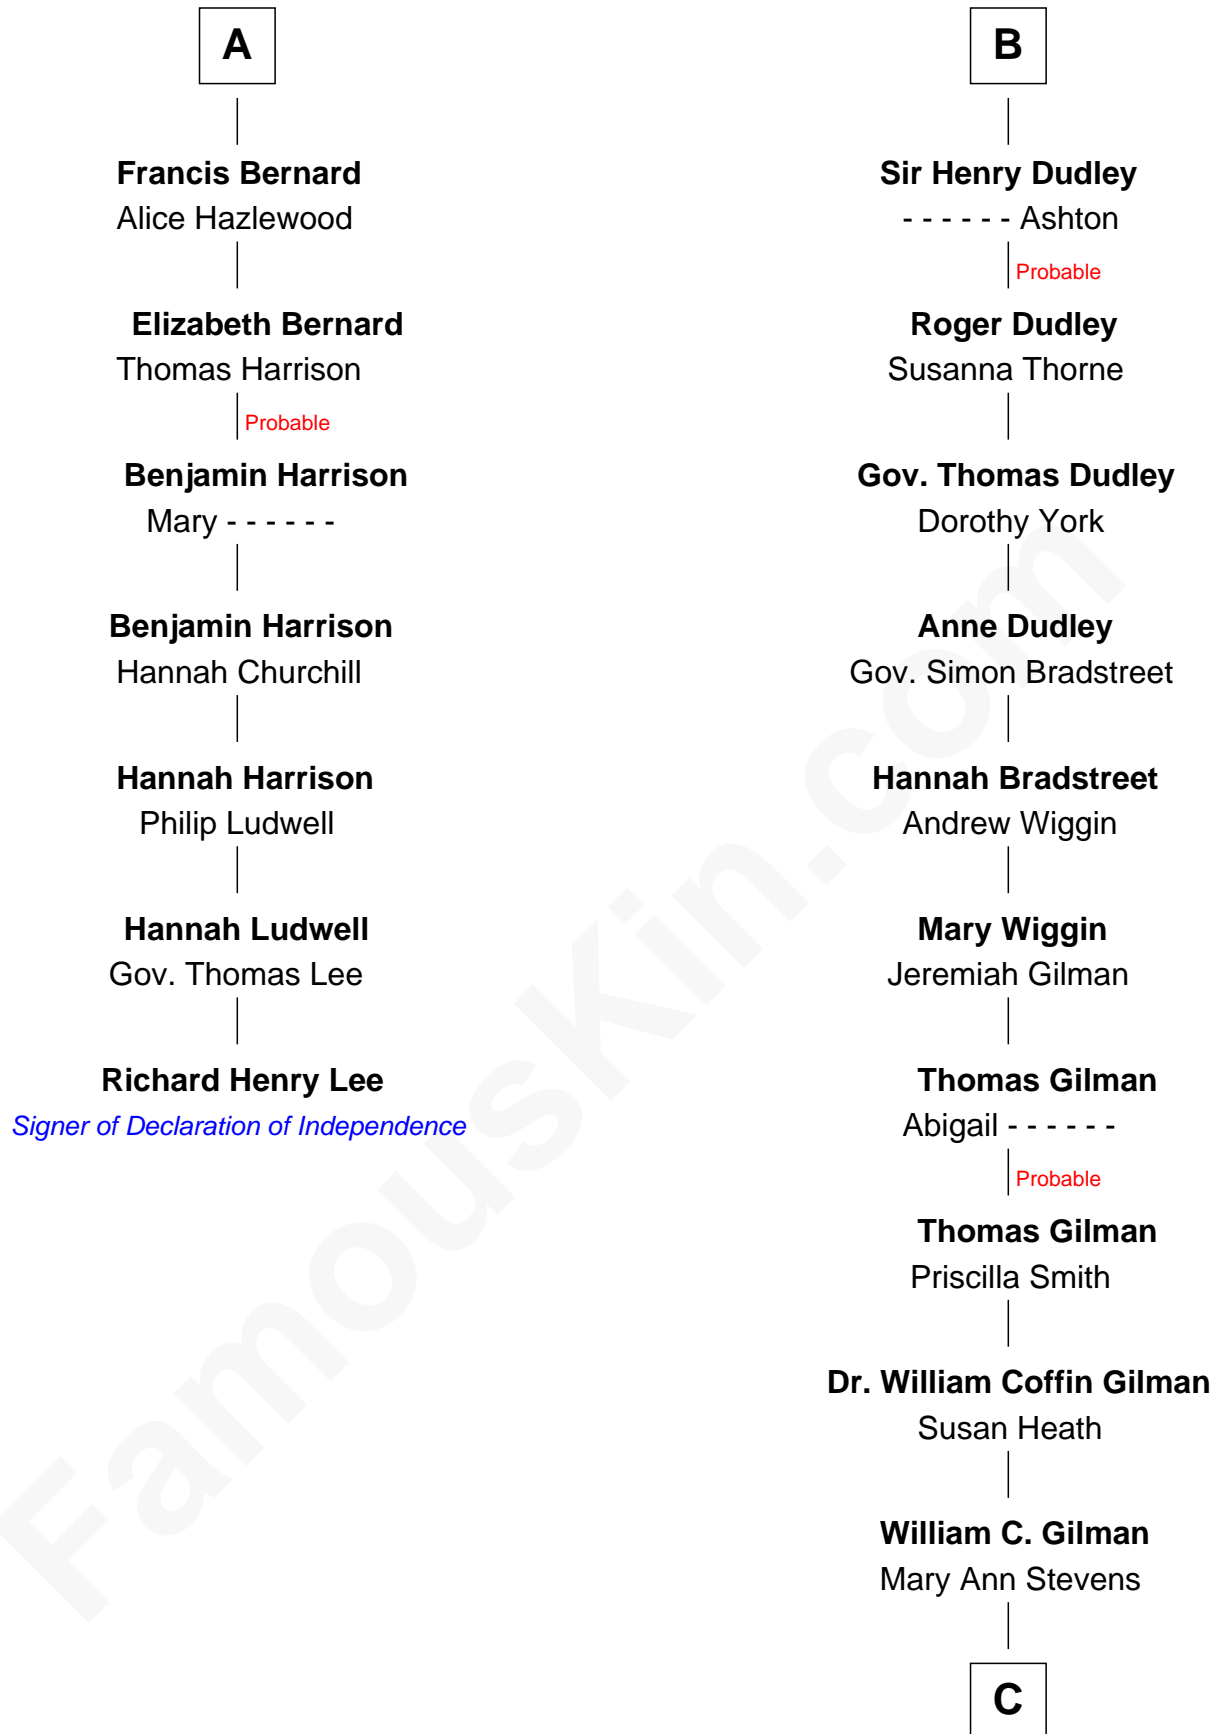 A
Francis Bernard
Alice Hazlewood
Elizabeth Bernard
Thomas Harrison
Probable
Benjamin Harrison
Mary - - - - - -
Benjamin Harrison
Hannah Churchill
Hannah Harrison
Philip Ludwell
Hannah Ludwell
Gov. Thomas Lee
Richard Henry Lee
Signer of Declaration of Independence
B
Sir Henry Dudley
- - - - - - Ashton
Probable
Roger Dudley
Susanna Thorne
Gov. Thomas Dudley
Dorothy York
Anne Dudley
Gov. Simon Bradstreet
Hannah Bradstreet
Andrew Wiggin
Mary Wiggin
Jeremiah Gilman
Thomas Gilman
Abigail - - - - - -
Probable
Thomas Gilman
Priscilla Smith
Dr. William Coffin Gilman
Susan Heath
William C. Gilman
Mary Ann Stevens
C
FamousKin.com